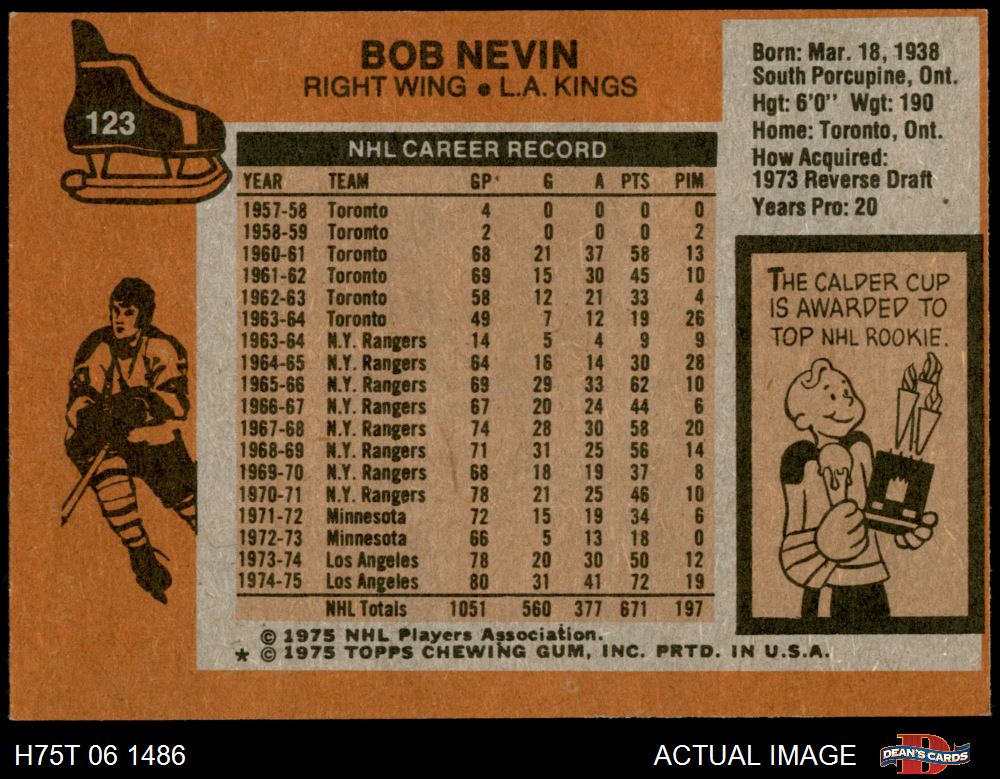 BOB NEVIN
RIGHT WING • L.A. KINGS
123
NHL CAREER RECORD
YEAR TEAM GP G A PTS PIM
1957-58 Toronto 4 0 0 0 0
1958-59 Toronto 2 0 0 0 2
1960-61 Toronto 68 21 37 58 13
1961-62 Toronto 69 15 30 45 10
1962-63 Toronto 58 12 21 33 4
1963-64 Toronto 49 7 12 19 26
1963-64 N.Y. Rangers 14 5 4 9 9
1964-65 N.Y. Rangers 64 16 14 30 28
1965-66 N.Y. Rangers 69 29 33 62 10
1966-67 N.Y. Rangers 67 20 24 44 6
1967-68 N.Y. Rangers 74 28 30 58 20
1968-69 N.Y. Rangers 71 31 25 56 14
1969-70 N.Y. Rangers 68 18 19 37 8
1970-71 N.Y. Rangers 78 21 25 46 10
1971-72 Minnesota 72 15 19 34 6
1972-73 Minnesota 66 5 13 18 0
1973-74 Los Angeles 78 20 30 50 12
1974-75 Los Angeles 80 31 41 72 19
NHL Totals 1051 560 377 671 197
© 1975 NHL Players Association.
* © 1975 TOPPS CHEWING GUM, INC. PRTD. IN U.S.A.
Born: Mar. 18, 1938
South Porcupine, Ont.
Hgt: 6'0" Wgt: 190
Home: Toronto, Ont.
How Acquired:
1973 Reverse Draft
Years Pro: 20
THE CALDER CUP
IS AWARDED TO
TOP NHL ROOKIE.
H75T 06 1486
ACTUAL IMAGE
DEAN'S CARDS